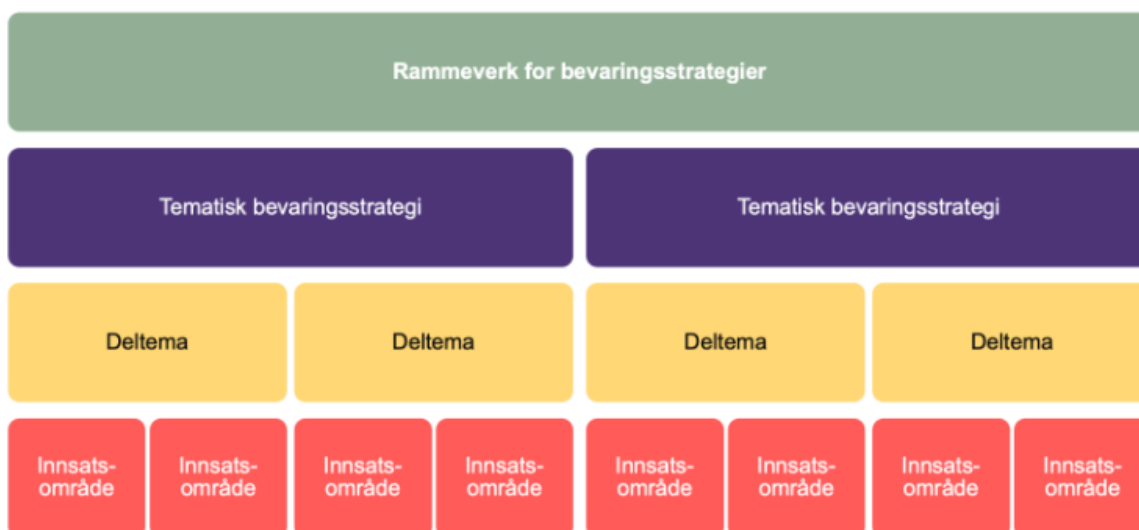 Rammeverk for bevaringsstrategier
Tematisk bevaringsstrategi
Tematisk bevaringsstrategi
Deltema
Deltema
Deltema
Deltema
Innsats-
område
Innsats-
område
Innsats-
område
Innsats-
område
Innsats-
område
Innsats-
område
Innsats-
område
Innsats-
område